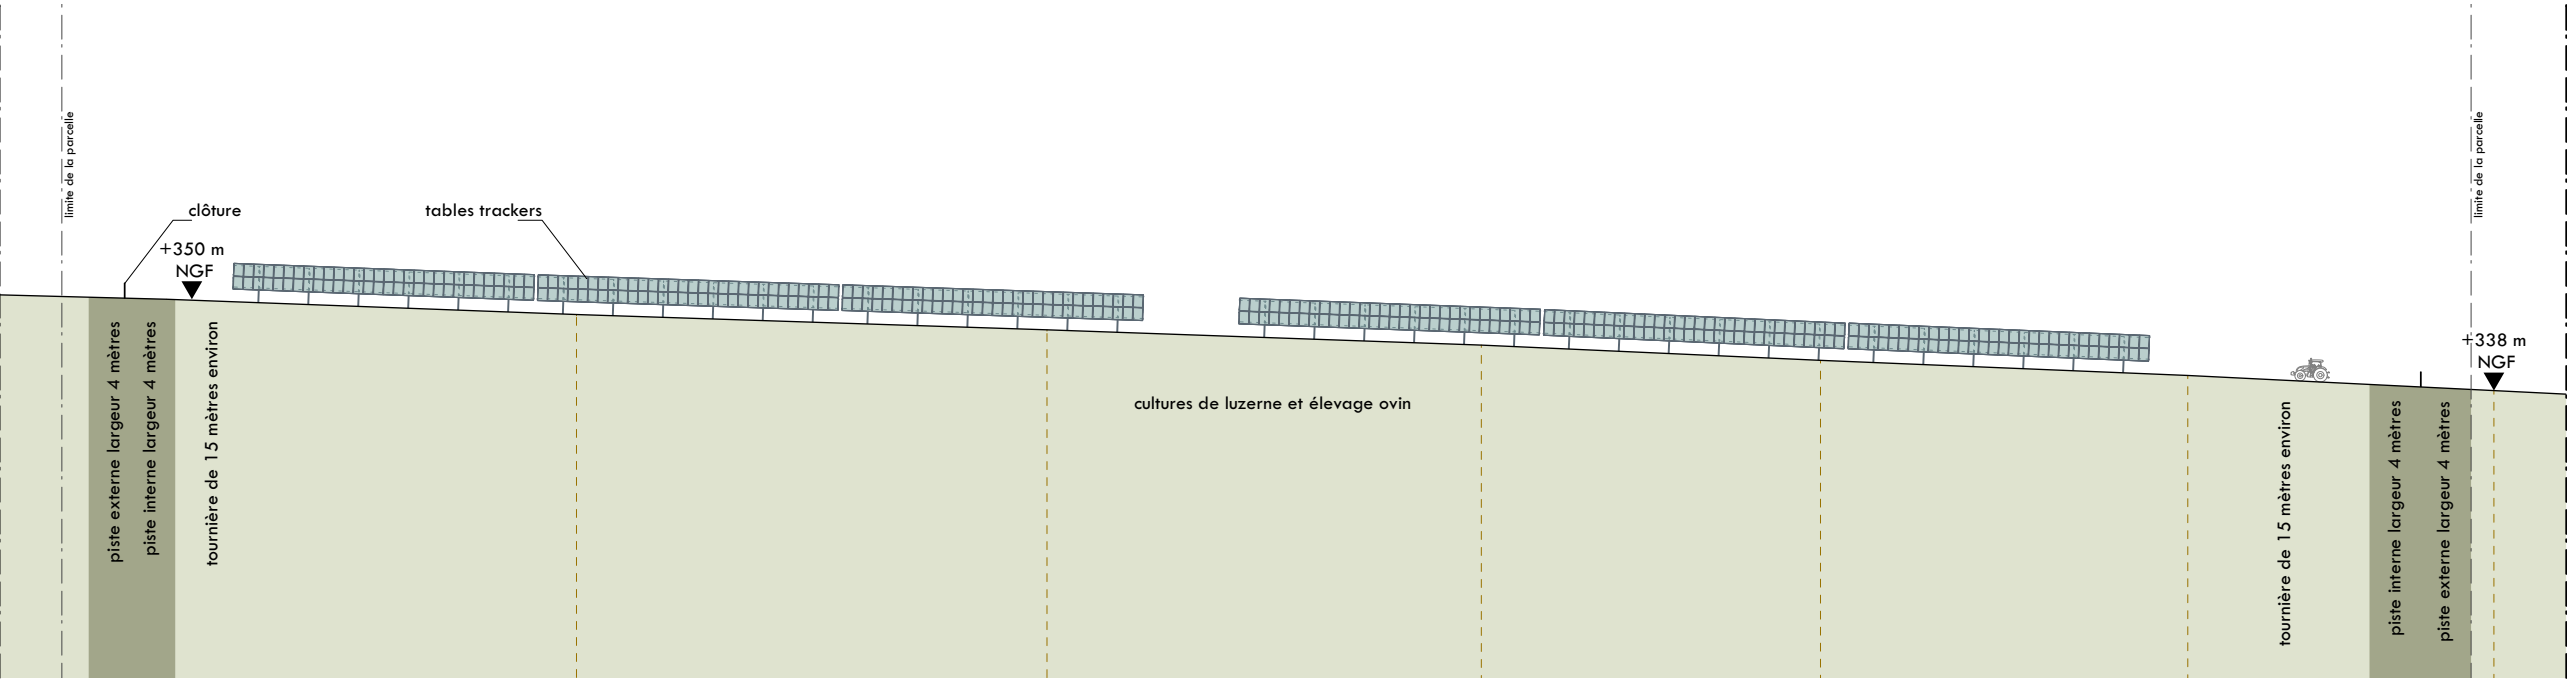 limite de la parcelle
clôture
tables trackers
+350 m
NGF
piste externe largeur 4 mètres
piste interne largeur 4 mètres
tournière de 15 mètres environ
cultures de luzerne et élevage ovin
limite de la parcelle
+338 m
NGF
tournière de 15 mètres environ
piste interne largeur 4 mètres
piste externe largeur 4 mètres